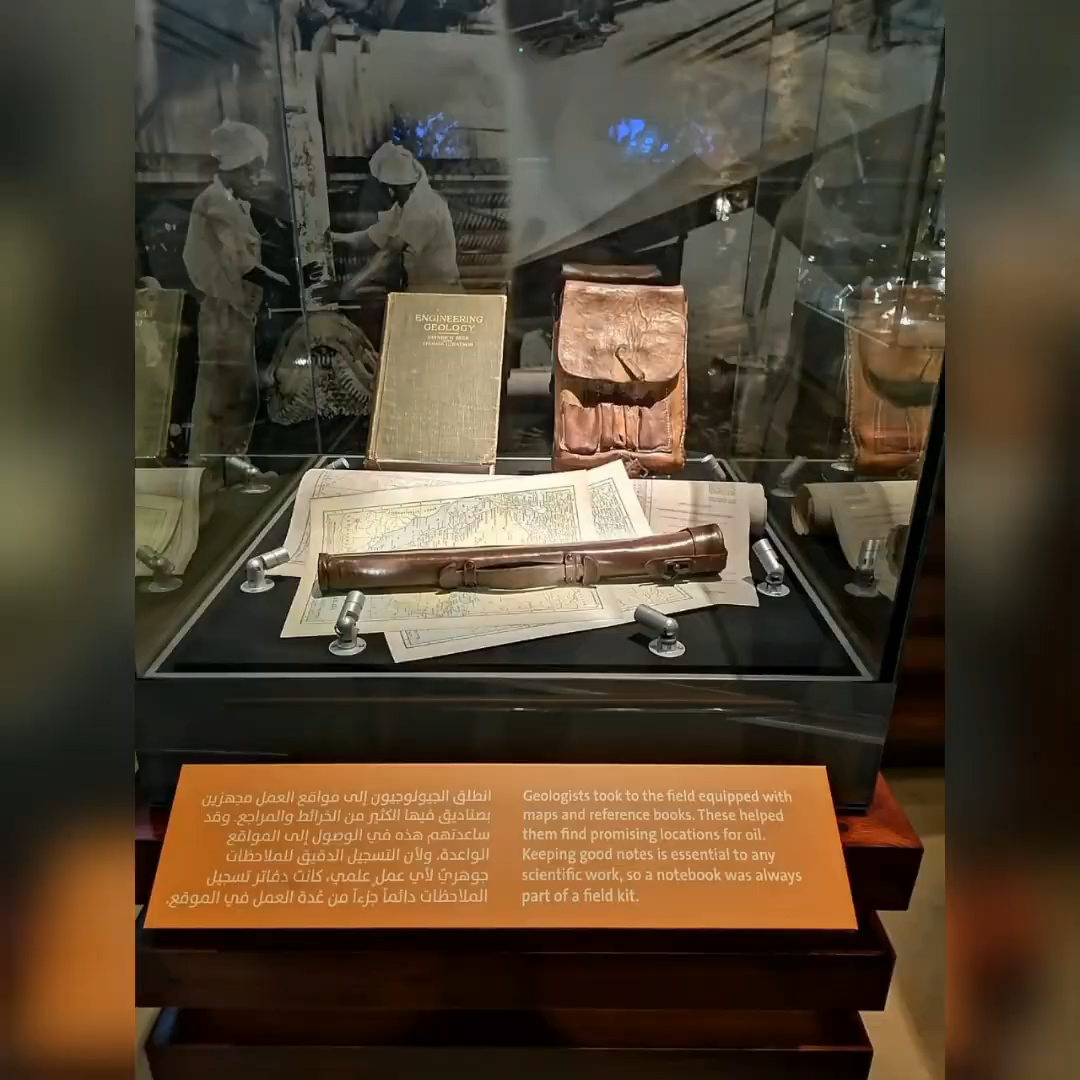 ENGINEERING
GEOLOGY
انطلق الجيولوجيون إلى مواقع العمل مجهزين
بصناديق فيها الكثير من الخرائط والمراجع. وقد
ساعدتهم هذه في الوصول إلى المواقع
الواعدة. ولأن التسجيل الدقيق للملاحظات
جوهريٌ لأي عملٍ علمي، كانت دفاتر تسجيل
الملاحظات دائماً جزءاً من عُدة العمل في الموقع.
Geologists took to the field equipped with
maps and reference books. These helped
them find promising locations for oil.
Keeping good notes is essential to any
scientific work, so a notebook was always
part of a field kit.